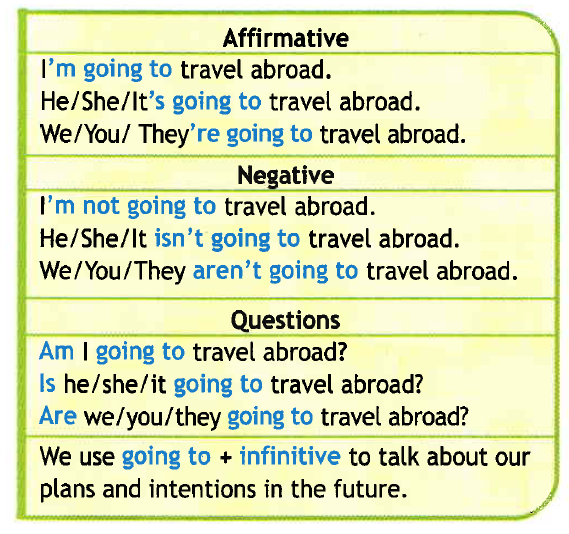 Affirmative
I'm going to travel abroad.
He/She/It's going to travel abroad.
We/You/ They're going to travel abroad.
Negative
I'm not going to travel abroad.
He/She/It isn't going to travel abroad.
We/You/They aren't going to travel abroad.
Questions
Am I going to travel abroad?
Is he/she/it going to travel abroad?
Are we/you/they going to travel abroad?
We use going to + infinitive to talk about our
plans and intentions in the future.